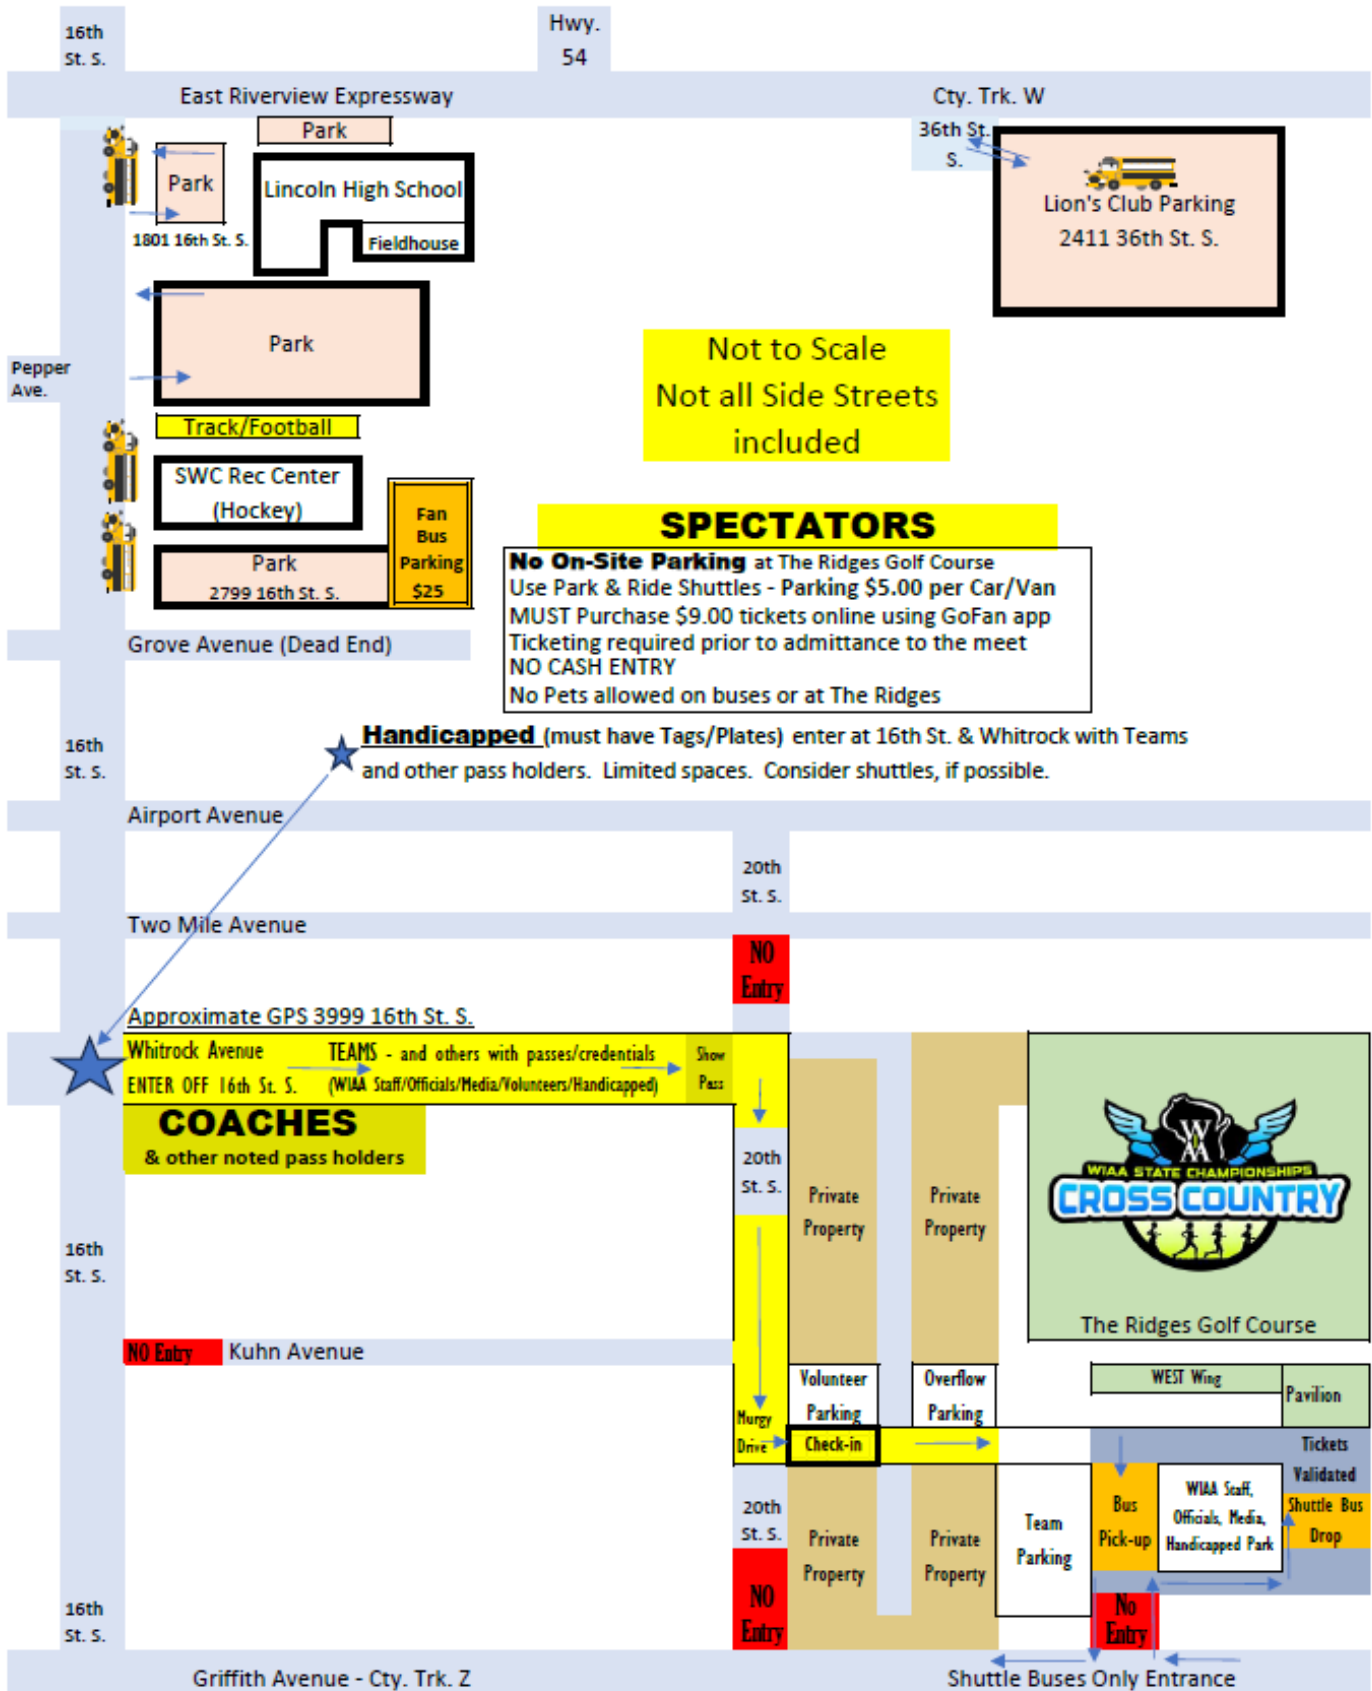 16th
St. S.
Hwy.
54
East Riverview Expressway
Cty. Trk. W
Park
36th St.
S.
Park
Lincoln High School
Fieldhouse
1801 16th St. S.
Lion's Club Parking
2411 36th St. S.
Park
Pepper
Ave.
Not to Scale
Not all Side Streets
included
Track/Football
SWC Rec Center
(Hockey)
Fan
Bus
Parking
$25
Park
2799 16th St. S.
SPECTATORS
No On-Site Parking at The Ridges Golf Course
Use Park & Ride Shuttles - Parking $5.00 per Car/Van
MUST Purchase $9.00 tickets online using GoFan app
Ticketing required prior to admittance to the meet
NO CASH ENTRY
No Pets allowed on buses or at The Ridges
Grove Avenue (Dead End)
16th
St. S.
Handicapped (must have Tags/Plates) enter at 16th St. & Whitrock with Teams
and other pass holders. Limited spaces. Consider shuttles, if possible.
Airport Avenue
20th
St. S.
Two Mile Avenue
NO
Entry
Approximate GPS 3999 16th St. S.
Whitrock Avenue
ENTER OFF 16th St. S.
TEAMS - and others with passes/credentials
(WIAA Staff/Officials/Media/Volunteers/Handicapped)
Show
Pass
COACHES
& other noted pass holders
20th
St. S.
Private
Property
Private
Property
WIAA
WIAA STATE CHAMPIONSHIPS
CROSS COUNTRY
The Ridges Golf Course
16th
St. S.
NO Entry
Kuhn Avenue
Volunteer
Parking
Overflow
Parking
WEST Wing
Pavilion
Murgy
Drive
Check-in
Tickets
Validated
20th
St. S.
Private
Property
Private
Property
Team
Parking
Bus
Pick-up
WIAA Staff,
Officials, Media,
Handicapped Park
Shuttle Bus
Drop
NO
Entry
No
Entry
16th
St. S.
Griffith Avenue - Cty. Trk. Z
Shuttle Buses Only Entrance